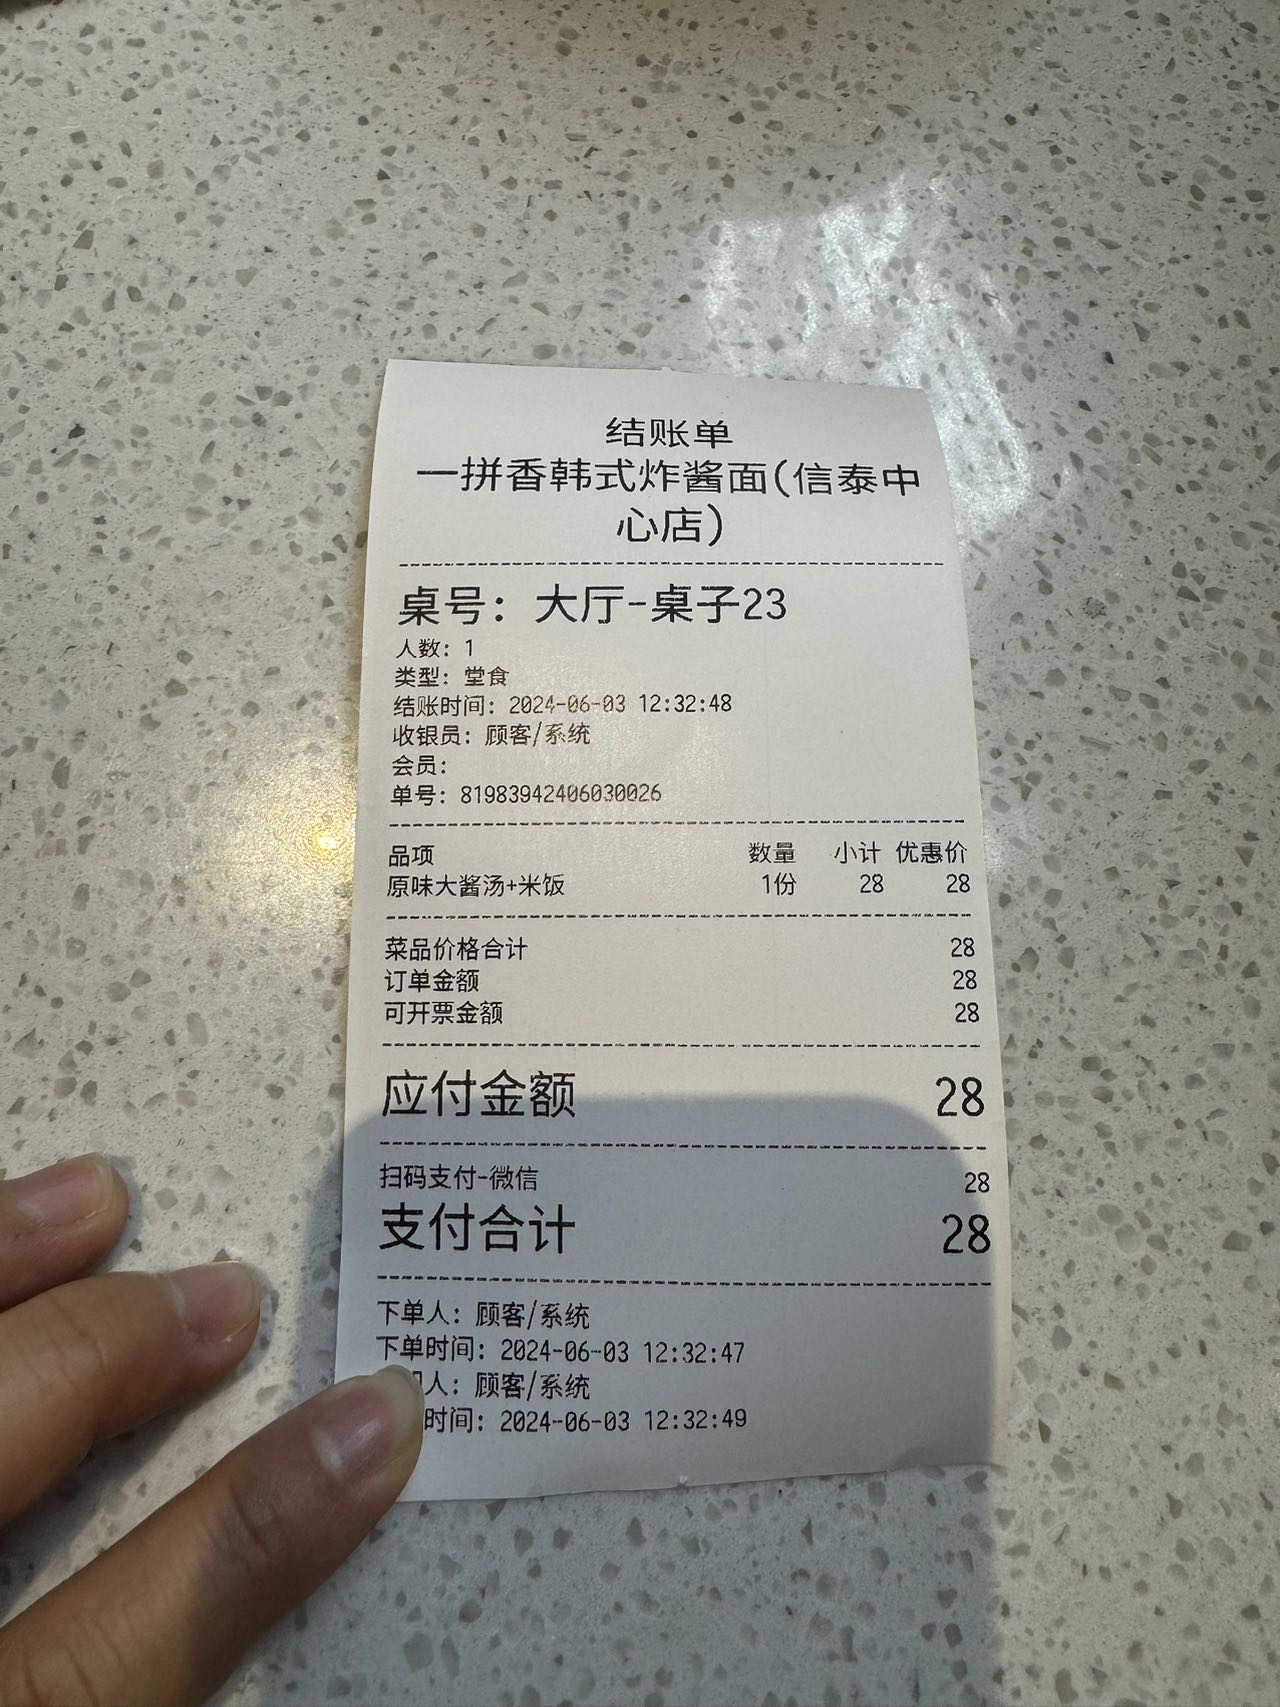 结账单
一拼香韩式炸酱面(信泰中
心店)
桌号: 大厅-桌子23
人数: 1
类型: 堂食
结账时间: 2024-06-03 12:32:48
收银员: 顾客/系统
会员:
单号: 81983942406030026
品项 数量 小计 优惠价
原味大酱汤+米饭 1份 28 28
菜品价格合计 28
订单金额 28
可开票金额 28
应付金额 28
扫码支付-微信 28
支付合计 28
下单人: 顾客/系统
下单时间: 2024-06-03 12:32:47
人: 顾客/系统
时间: 2024-06-03 12:32:49